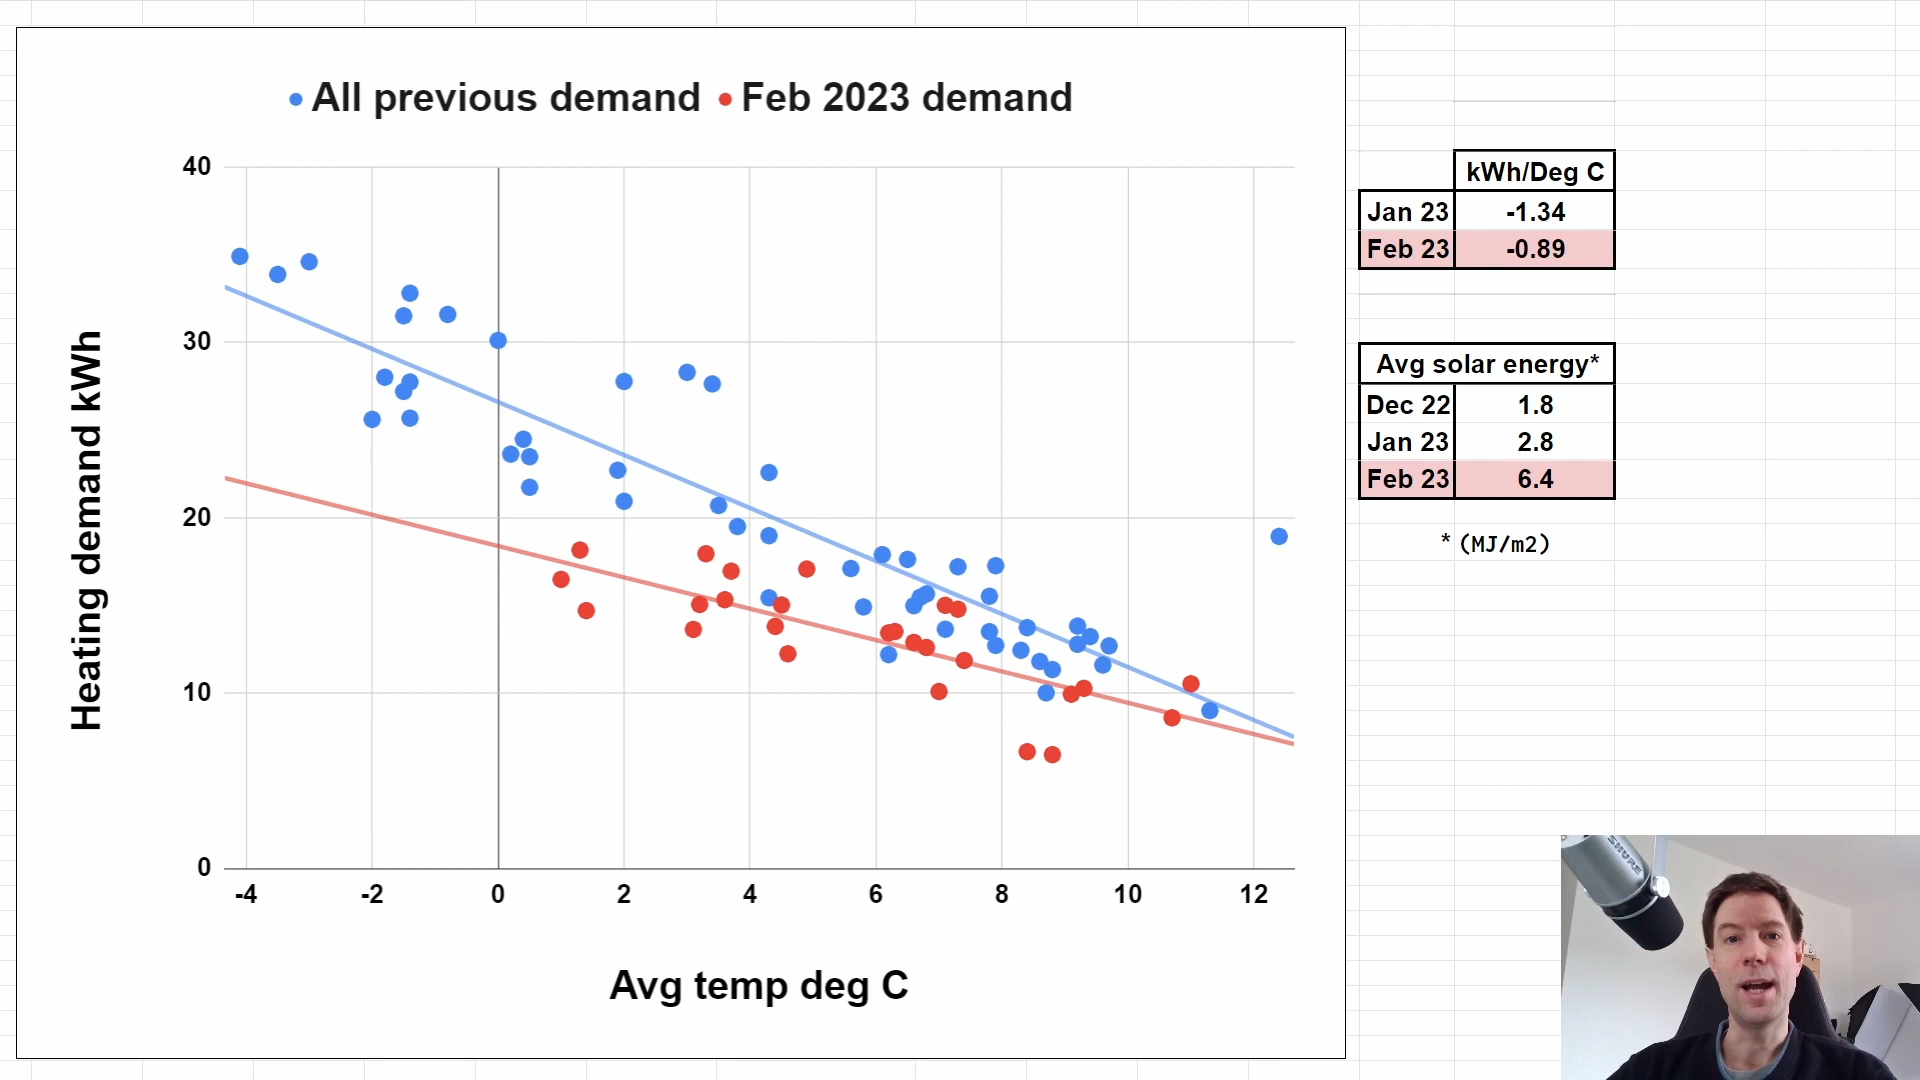 All previous demand Feb 2023 demand
Heating demand kWh
40
30
20
10
0
-4 -2 0 2 4 6 8 10 12
Avg temp deg C
kWh/Deg C
Jan 23 -1.34
Feb 23 -0.89
Avg solar energy*
Dec 22 1.8
Jan 23 2.8
Feb 23 6.4
* (MJ/m2)
SHURE